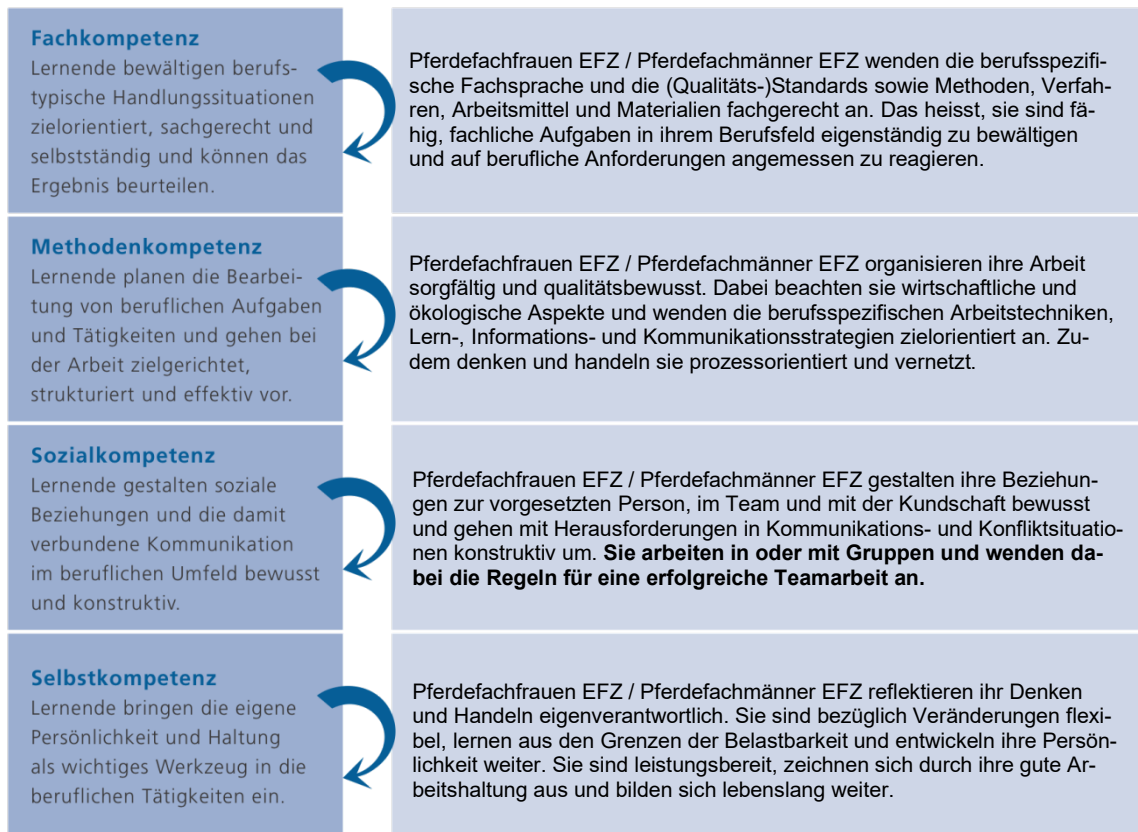 Fachkompetenz
Lernende bewältigen berufs-
typische Handlungssituationen
zielorientiert, sachgerecht und
selbstständig und können das
Ergebnis beurteilen.
Pferdefachfrauen EFZ / Pferdefachmänner EFZ wenden die berufsspezifi-
sche Fachsprache und die (Qualitäts-)Standards sowie Methoden, Verfah-
ren, Arbeitsmittel und Materialien fachgerecht an. Das heisst, sie sind fä-
hig, fachliche Aufgaben in ihrem Berufsfeld eigenständig zu bewältigen
und auf berufliche Anforderungen angemessen zu reagieren.
Methodenkompetenz
Lernende planen die Bearbei-
tung von beruflichen Aufgaben
und Tätigkeiten und gehen bei
der Arbeit zielgerichtet,
strukturiert und effektiv vor.
Pferdefachfrauen EFZ / Pferdefachmänner EFZ organisieren ihre Arbeit
sorgfältig und qualitätsbewusst. Dabei beachten sie wirtschaftliche und
ökologische Aspekte und wenden die berufsspezifischen Arbeitstechniken,
Lern-, Informations- und Kommunikationsstrategien zielorientiert an. Zu-
dem denken und handeln sie prozessorientiert und vernetzt.
Sozialkompetenz
Lernende gestalten soziale
Beziehungen und die damit
verbundene Kommunikation
im beruflichen Umfeld bewusst
und konstruktiv.
Pferdefachfrauen EFZ / Pferdefachmänner EFZ gestalten ihre Beziehun-
gen zur vorgesetzten Person, im Team und mit der Kundschaft bewusst
und gehen mit Herausforderungen in Kommunikations- und Konfliktsituatio-
nen konstruktiv um. Sie arbeiten in oder mit Gruppen und wenden da-
bei die Regeln für eine erfolgreiche Teamarbeit an.
Selbstkompetenz
Lernende bringen die eigene
Persönlichkeit und Haltung
als wichtiges Werkzeug in die
beruflichen Tätigkeiten ein.
Pferdefachfrauen EFZ / Pferdefachmänner EFZ reflektieren ihr Denken
und Handeln eigenverantwortlich. Sie sind bezüglich Veränderungen flexi-
bel, lernen aus den Grenzen der Belastbarkeit und entwickeln ihre Persön-
lichkeit weiter. Sie sind leistungsbereit, zeichnen sich durch ihre gute Ar-
beitshaltung aus und bilden sich lebenslang weiter.